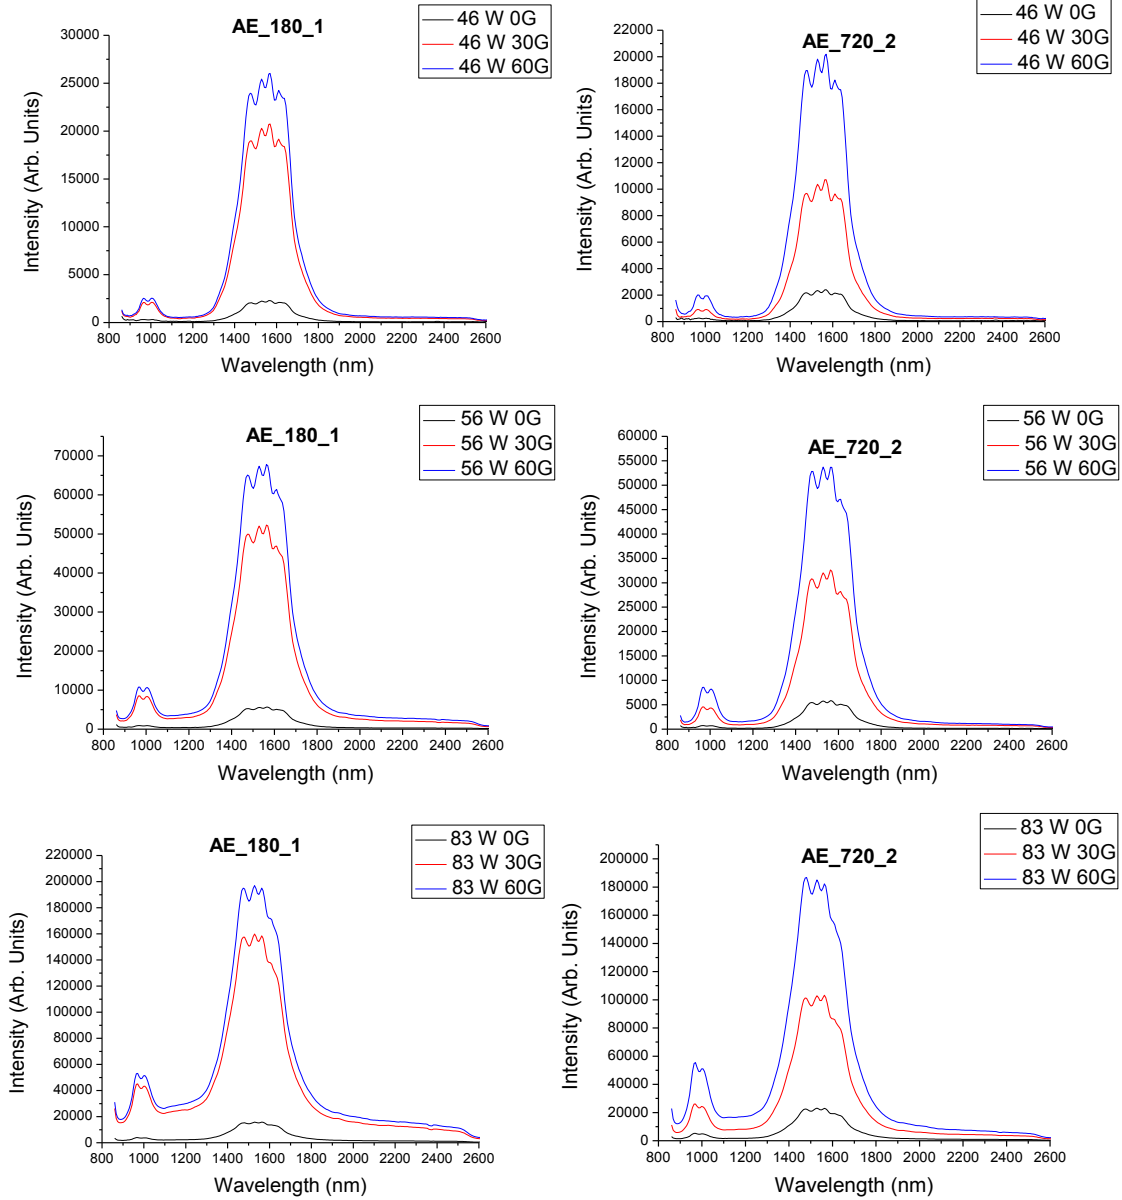 AE_180_1
46 W 0G
46 W 30G
46 W 60G
30000
25000
20000
15000
10000
5000
0
800 1000 1200 1400 1600 1800 2000 2200 2400 2600
Intensity (Arb. Units)
Wavelength (nm)
AE_720_2
46 W 0G
46 W 30G
46 W 60G
22000
20000
18000
16000
14000
12000
10000
8000
6000
4000
2000
0
800 1000 1200 1400 1600 1800 2000 2200 2400 2600
Intensity (Arb. Units)
Wavelength (nm)
AE_180_1
56 W 0G
56 W 30G
56 W 60G
70000
60000
50000
40000
30000
20000
10000
0
800 1000 1200 1400 1600 1800 2000 2200 2400 2600
Intensity (Arb. Units)
Wavelength (nm)
AE_720_2
56 W 0G
56 W 30G
56 W 60G
60000
55000
50000
45000
40000
35000
30000
25000
20000
15000
10000
5000
0
800 1000 1200 1400 1600 1800 2000 2200 2400 2600
Intensity (Arb. Units)
Wavelength (nm)
AE_180_1
83 W 0G
83 W 30G
83 W 60G
220000
200000
180000
160000
140000
120000
100000
80000
60000
40000
20000
0
800 1000 1200 1400 1600 1800 2000 2200 2400 2600
Intensity (Arb. Units)
Wavelength (nm)
AE_720_2
83 W 0G
83 W 30G
83 W 60G
200000
180000
160000
140000
120000
100000
80000
60000
40000
20000
0
800 1000 1200 1400 1600 1800 2000 2200 2400 2600
Intensity (Arb. Units)
Wavelength (nm)